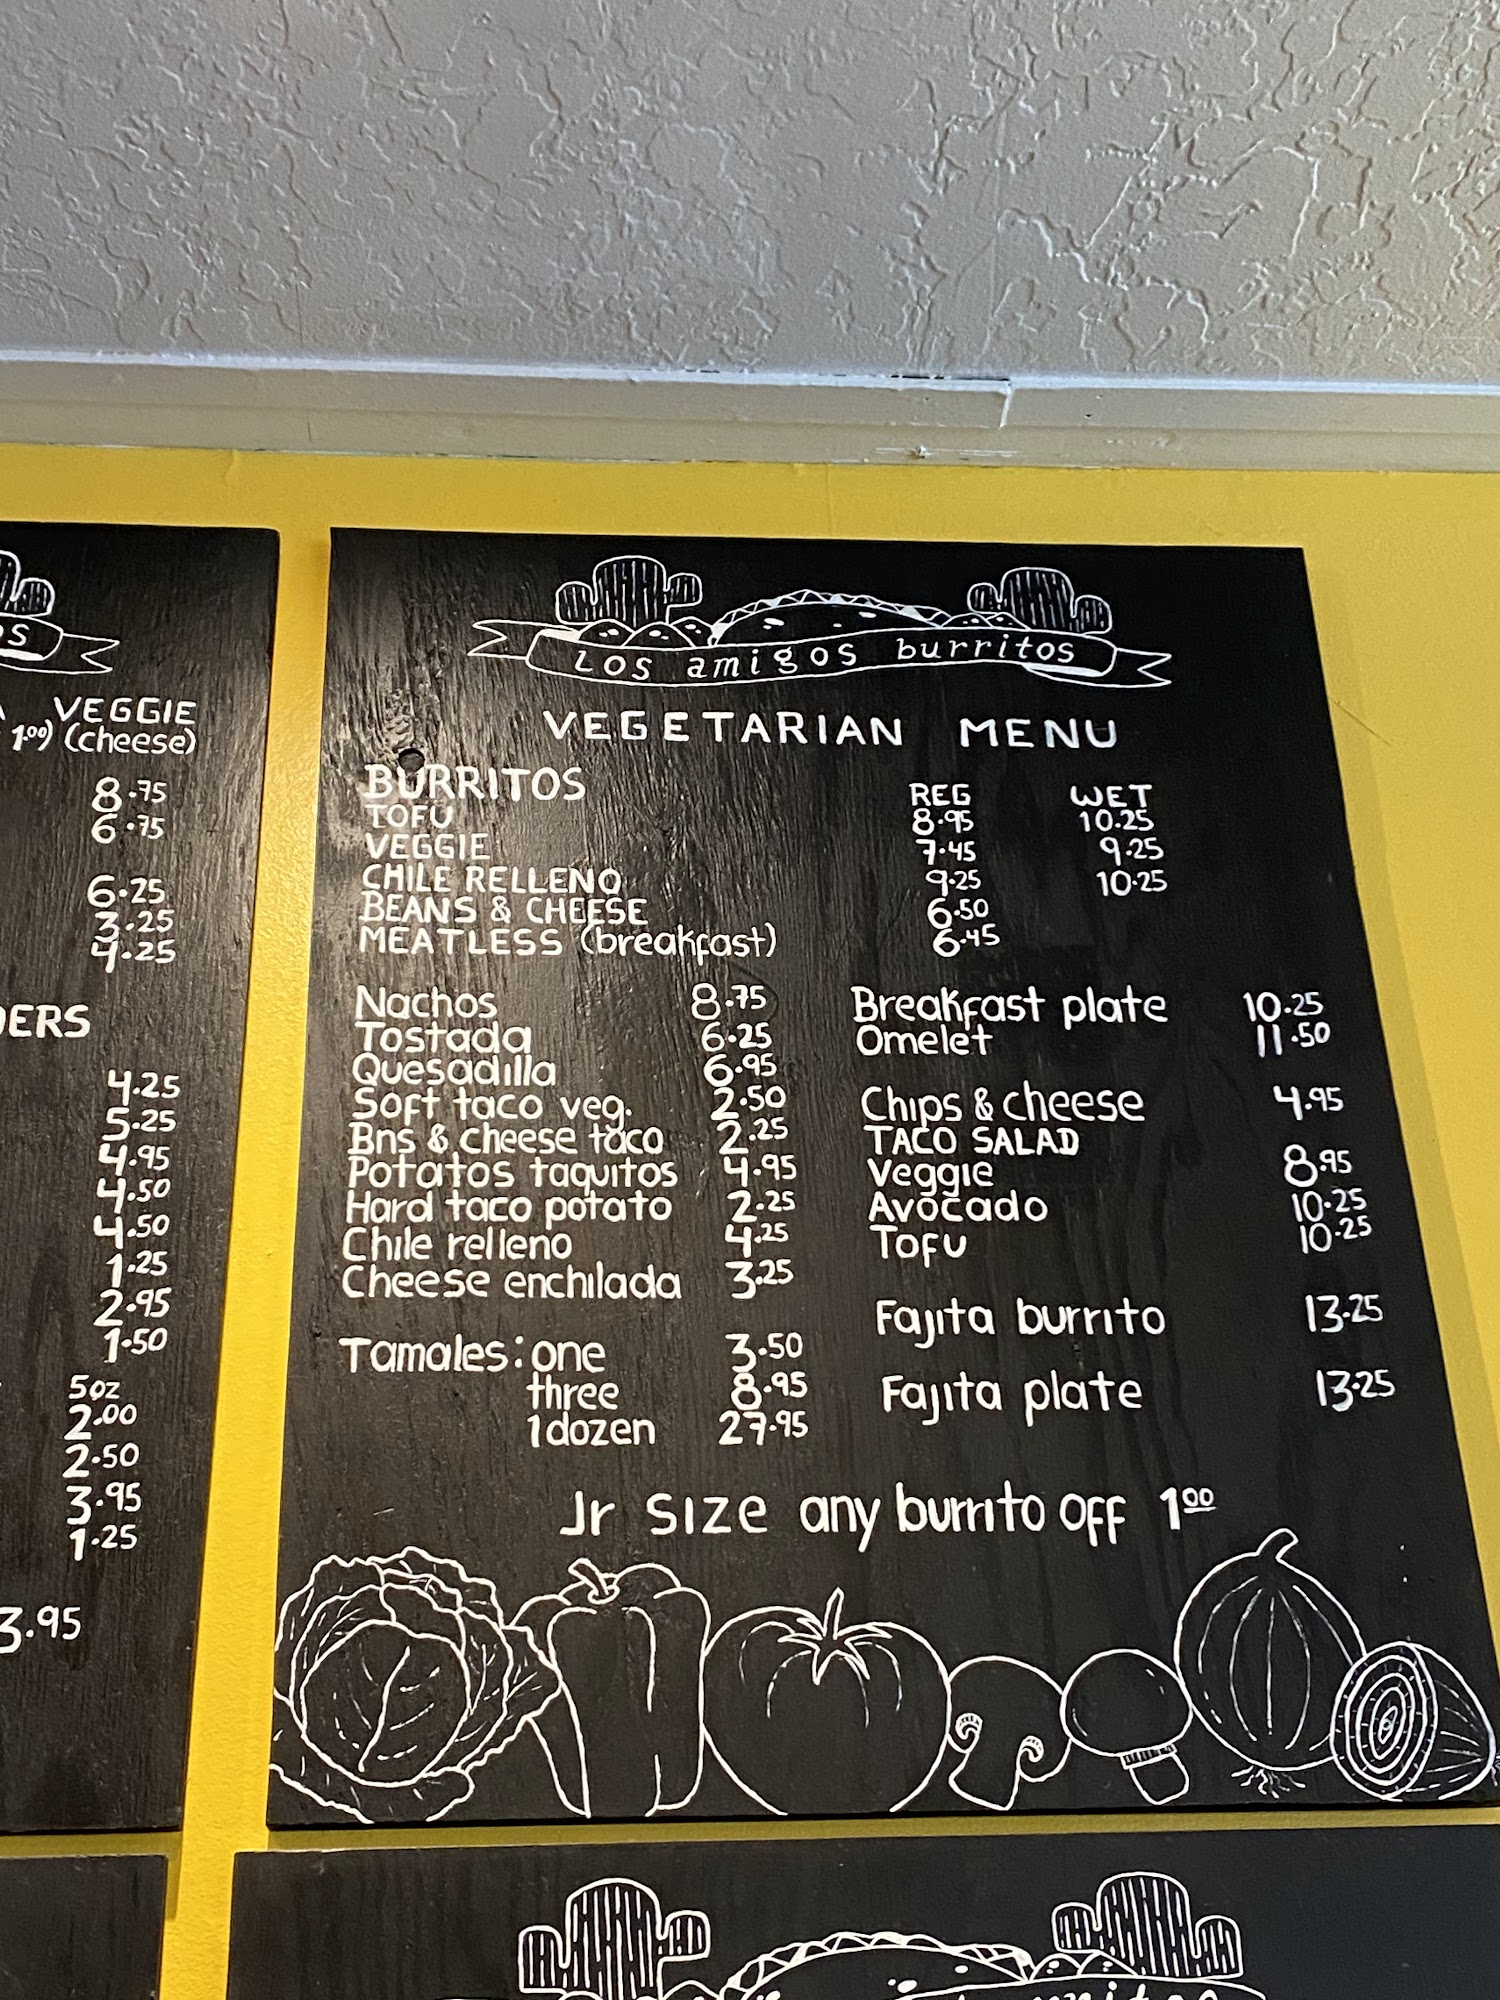 os
VEGGIE
1.00) (cheese)
8.75
6.75
6.25
3.25
4.25
DERS
4.25
5.25
4.95
4.50
4.50
1.25
2.95
1.50
5oz
2.00
2.50
3.95
1.25
3.95
Los amigos burritos
VEGETARIAN MENU
BURRITOS REG WET
TOFU 8.95 10.25
VEGGIE 7.45 9.25
CHILE RELLENO 9.25 10.25
BEANS & CHEESE 6.50
MEATLESS (breakfast) 6.45
Nachos 8.75
Tostada 6.25
Quesadilla 6.95
Soft taco veg. 2.50
Bns & cheese taco 2.25
Potatos taquitos 4.95
Hard taco potato 2.25
Chile relleno 4.25
Cheese enchilada 3.25
Tamales: one 3.50
three 8.95
1dozen 27.95
Breakfast plate 10.25
Omelet 11.50
Chips & cheese 4.95
TACO SALAD
Veggie 8.95
Avocado 10.25
Tofu 10.25
Fajita burrito 13.25
Fajita plate 13.25
Jr size any burrito off 1.00